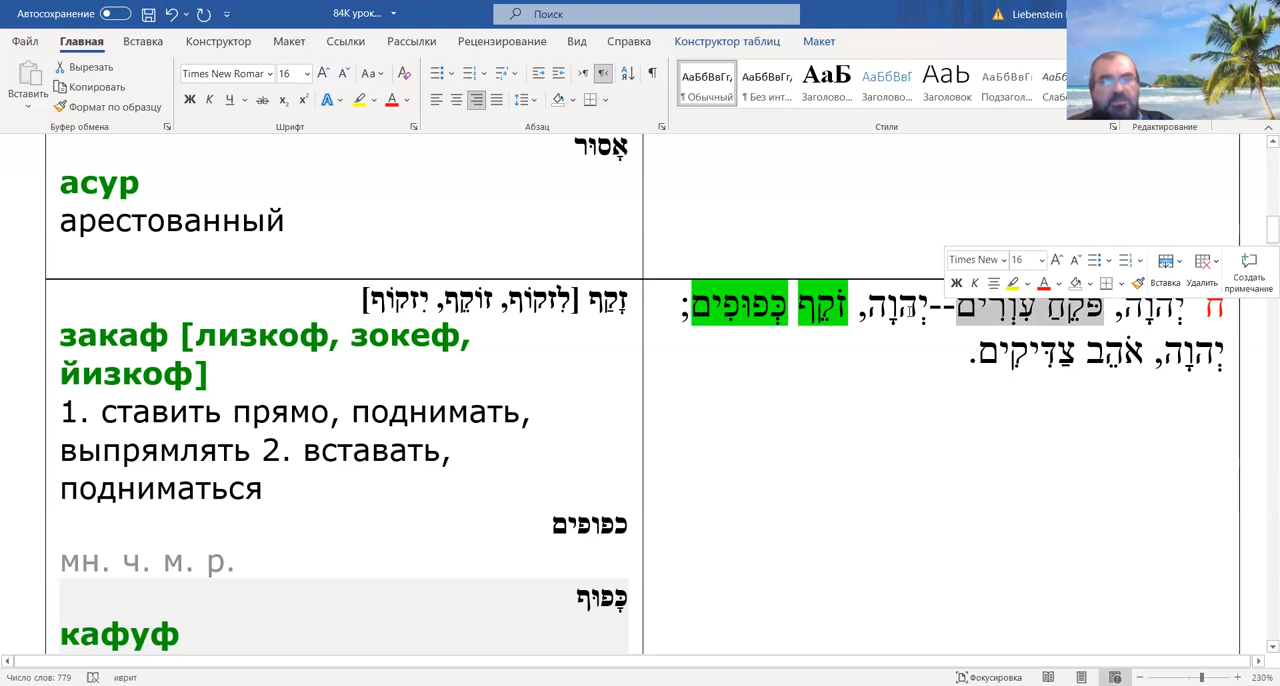 Автосохранение
84K урок...
Поиск
Liebenstein
Файл Главная Вставка Конструктор Макет Ссылки Рассылки Рецензирование Вид Справка Конструктор таблиц Макет
Вставить
Вырезать
Копировать
Формат по образцу
Буфер обмена
Times New Romar 16
Шрифт
Абзац
АаБбВвГг,
¶ Обычный
АаБбВвГг,
¶ Без инт...
АаБ
Заголово...
АаБбВвГ
Заголово...
АаЬ
Заголовок
АаБбВвГ
Подзагол...
Слабе
Стили
Редактирование
אָסוּר
асур
арестованный
Times New 16
Ж К
Вставка Удалить
Создать
примечание
זָקַף [לִזקוֹף, זוֹקֵף, יִזקוֹף]
закаф [лизкоф, зокеф,
йизкоф]
1. ставить прямо, поднимать,
выпрямлять 2. вставать,
подниматься
כפופים
мн. ч. м. р.
כָּפוּף
кафуф
ח יְהוָה, פֹּקֵחַ עִוְרִים--יְהוָה, זֹקֵף כְּפוּפִים;
יְהוָה, אֹהֵב צַדִּיקִים.
Число слов: 779
иврит
Фокусировка
230%